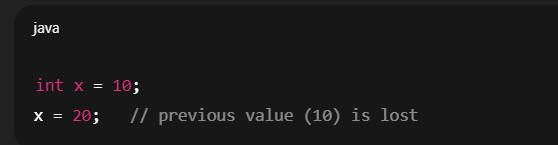 java
int x = 10;
x = 20;   // previous value (10) is lost